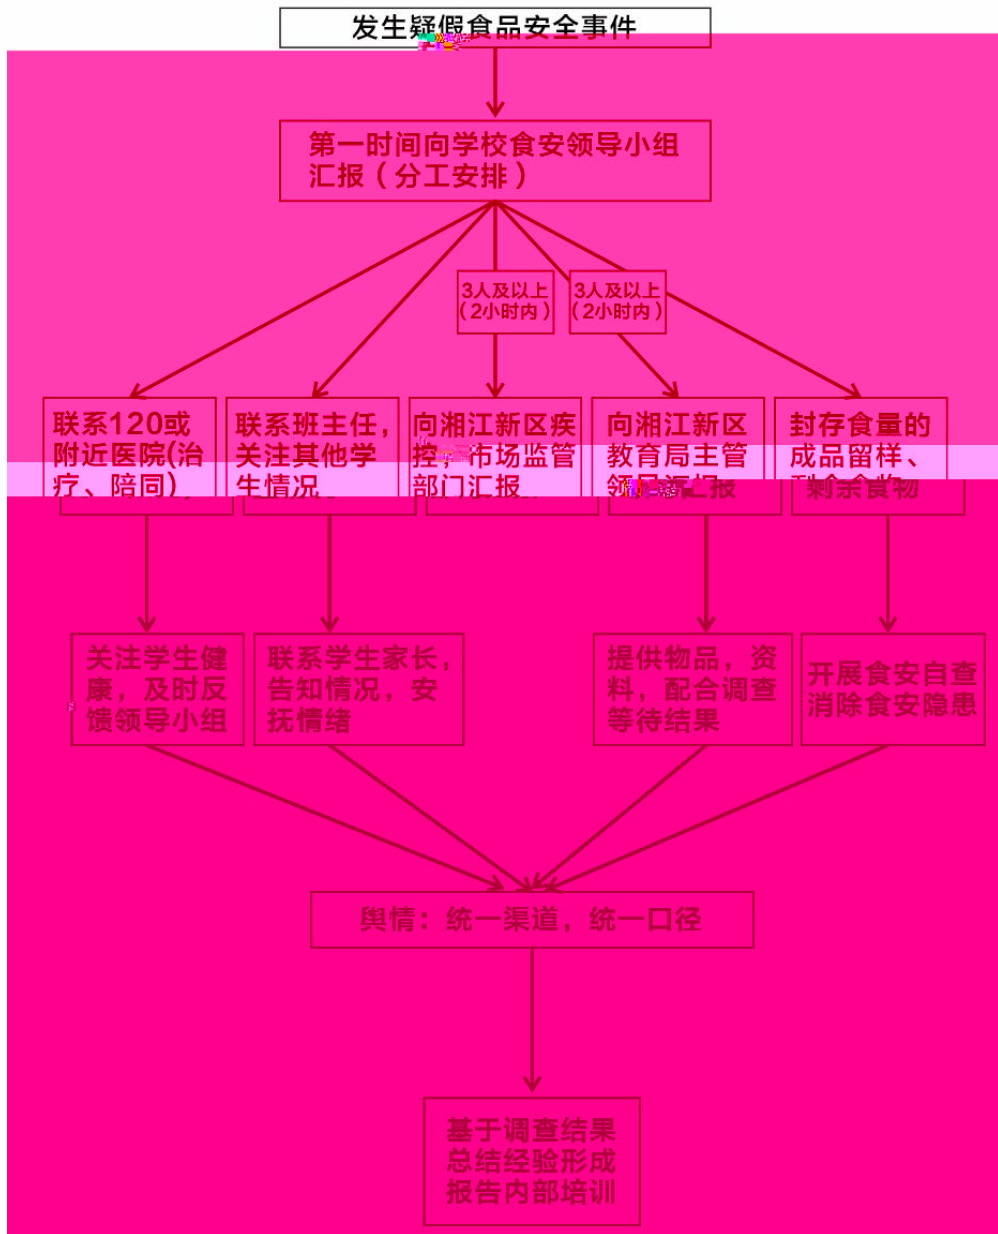 发生疑假食品安全事件
第一时间向学校食安领导小组
汇报（分工安排）
3人及以上
（2小时内）
3人及以上
（2小时内）
联系120或
附近医院(治
疗、陪同)
联系班主任，
关注其他学
生情况
向湘江新区疾
控，市场监管
部门汇报
向湘江新区
教育局主管
领导汇报
封存食量的
成品留样、
剩余食物
关注学生健
康，及时反
馈领导小组
联系学生家长，
告知情况，安
抚情绪
提供物品，资
料，配合调查
等待结果
开展食安自查
消除食安隐患
舆情：统一渠道，统一口径
基于调查结果
总结经验形成
报告内部培训